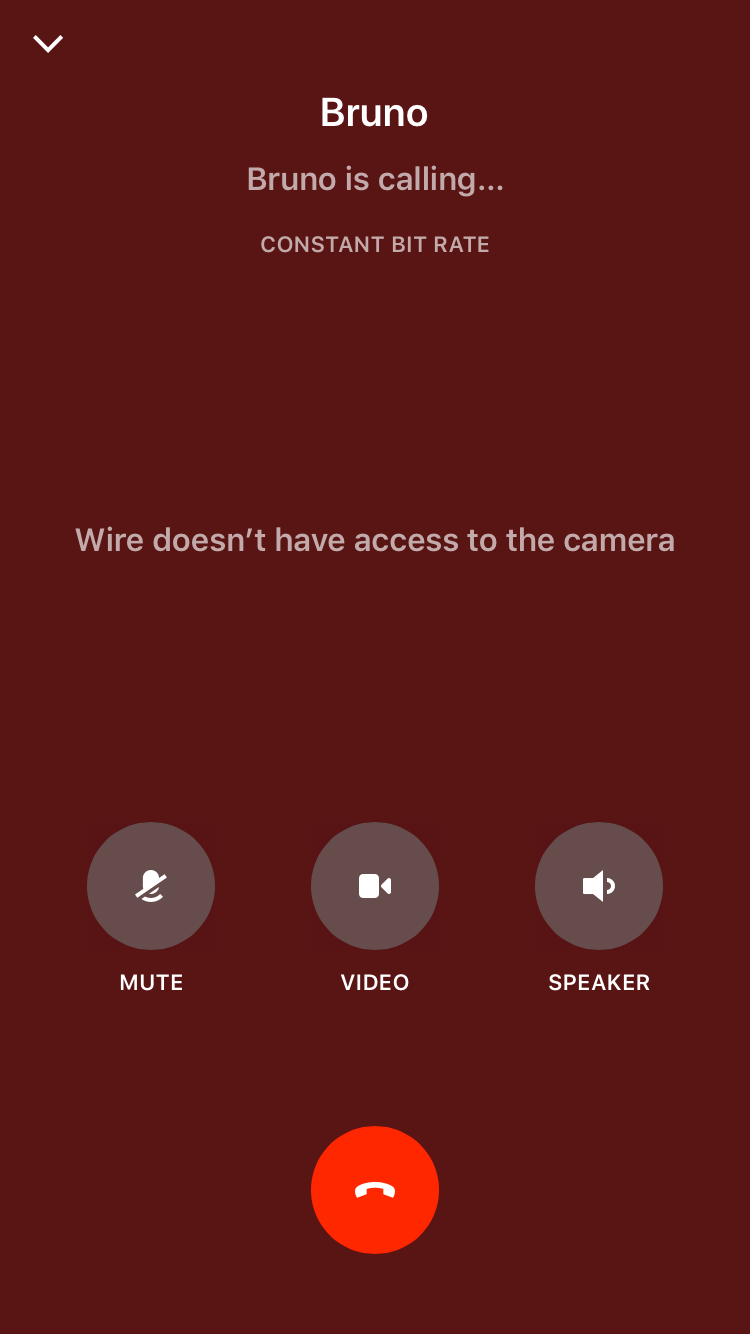 Bruno
Bruno is calling...
CONSTANT BIT RATE
Wire doesn’t have access to the camera
MUTE
VIDEO
SPEAKER